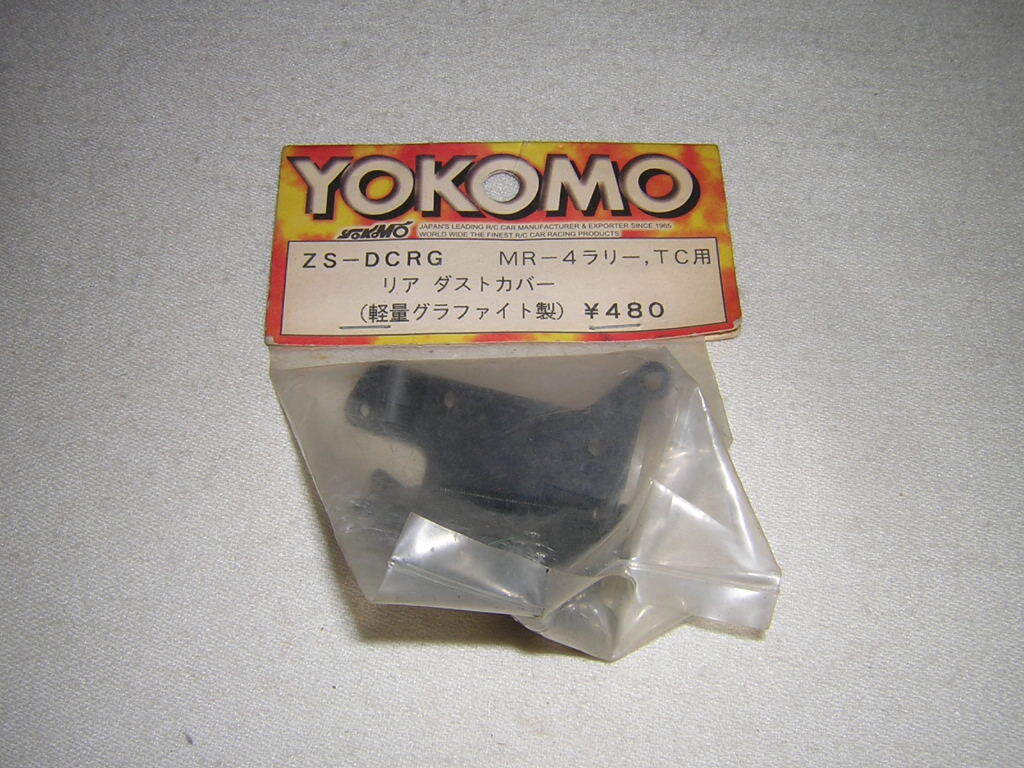 YOKOMO
YOKOMO JAPAN'S LEADING R/C CAR MANUFACTURER & EXPORTER SINCE 1965
WORLD WIDE THE FINEST R/C CAR RACING PRODUCTS
ZS-DCRG MR-4ラリー,TC用
リア ダストカバー
(軽量グラファイト製) ¥480